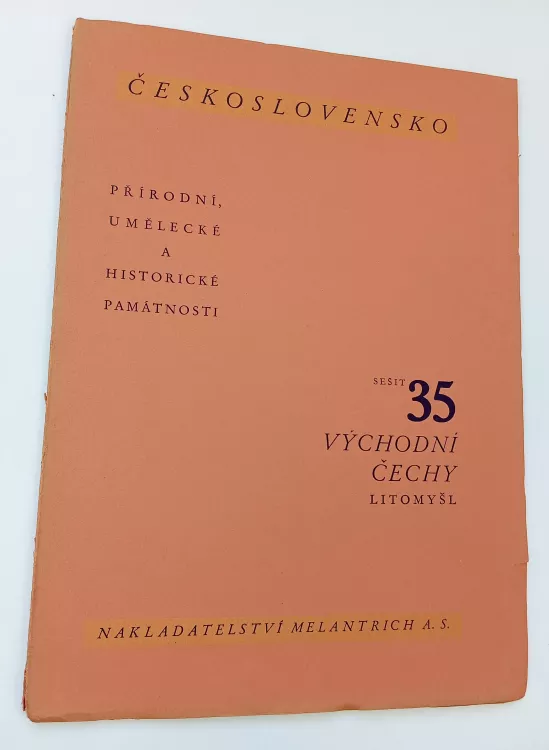 ČESKOSLOVENSKO
PŘÍRODNÍ,
UMĚLECKÉ
A
HISTORICKÉ
PAMÁTNOSTI
SEŠIT 35
VÝCHODNÍ
ČECHY
LITOMYŠL
NAKLADATELSTVÍ MELANTRICH A. S.